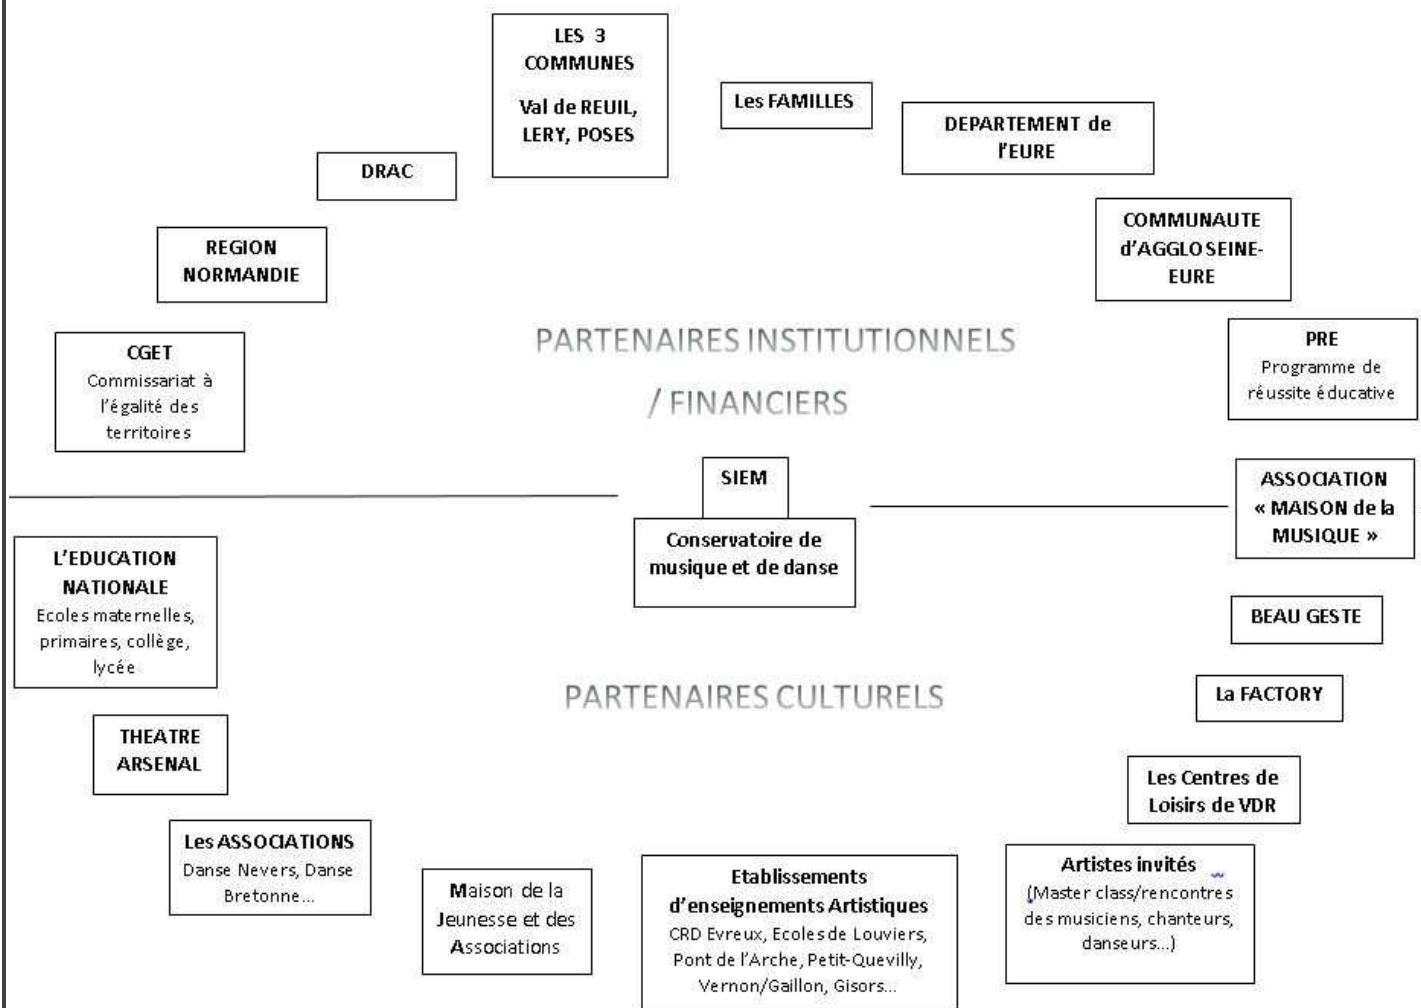 LES 3
COMMUNES
Val de REUIL,
LERY, POSES
Les FAMILLES
DEPARTEMENT de
l'EURE
DRAC
COMMUNAUTE
d'AGGLO SEINE-
EURE
REGION
NORMANDIE
PARTENAIRES INSTITUTIONNELS
/ FINANCIERS
CGET
Commissariat à
l'égalité des
territoires
PRE
Programme de
réussite éducative
SIEM
Conservatoire de
musique et de danse
ASSOCIATION
« MAISON de la
MUSIQUE »
L'EDUCATION
NATIONALE
Ecoles maternelles,
primaires, collège,
lycée
BEAU GESTE
PARTENAIRES CULTURELS
La FACTORY
THEATRE
ARSENAL
Les Centres de
Loisirs de VDR
Les ASSOCIATIONS
Danse Nevers, Danse
Bretonne...
Maison de la
Jeunesse et des
Associations
Etablissements
d'enseignements Artistiques
CRD Evreux, Ecoles de Louviers,
Pont de l'Arche, Petit-Quevilly,
Vernon/Gaillon, Gisors...
Artistes invités
(Master class/rencontres
des musiciens, chanteurs,
danseurs...)